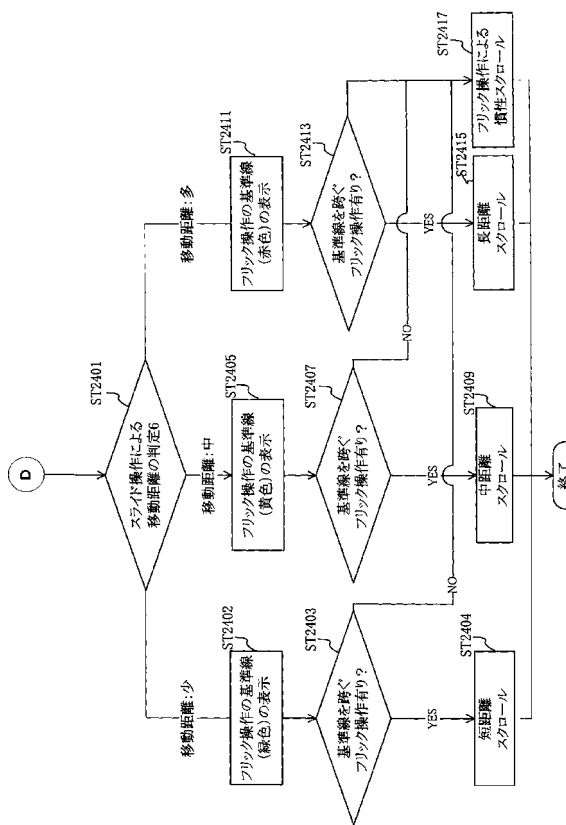 D
ST2401
スライド操作による
移動距離の判定6
移動距離:少
移動距離:中
移動距離:多
ST2402
フリック操作の基準線
(緑色)の表示
ST2405
フリック操作の基準線
(黄色)の表示
ST2411
フリック操作の基準線
(赤色)の表示
ST2403
基準線を跨ぐ
フリック操作有り?
ST2407
基準線を跨ぐ
フリック操作有り?
ST2413
基準線を跨ぐ
フリック操作有り?
NO
NO
YES
YES
YES
ST2404
短距離
スクロール
ST2409
中距離
スクロール
ST2415
長距離
スクロール
ST2417
フリック操作による
慣性スクロール
終了